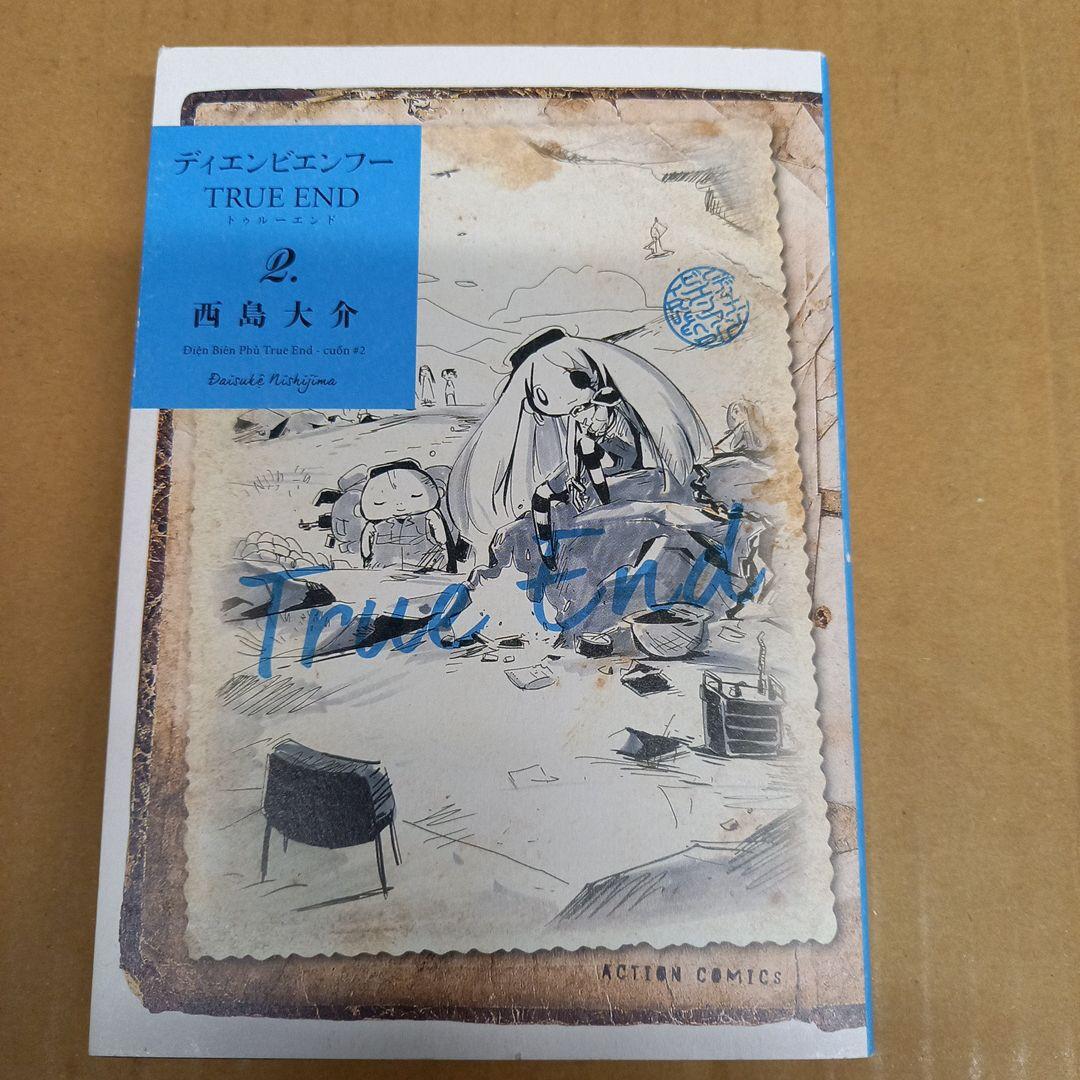 ディエンビエンフー
TRUE END
トゥルーエンド
2.
西島大介
Điện Biên Phủ True End - cuốn #2
Daisukê Nishijima
True End
ACTION COMICS